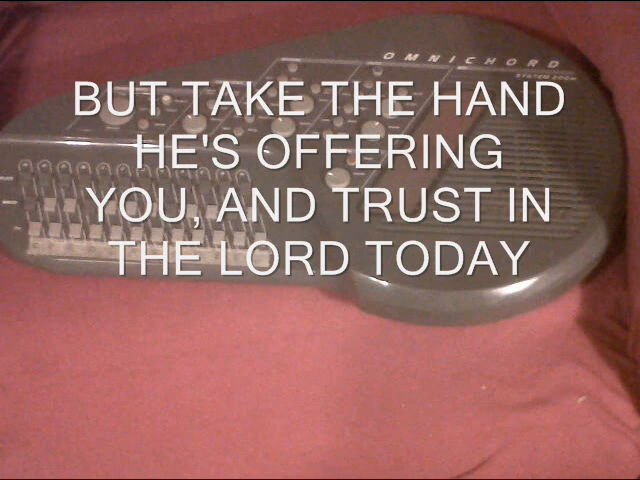 OMNICHORD
BUT TAKE THE HAND
HE'S OFFERING
YOU, AND TRUST IN
THE LORD TODAY